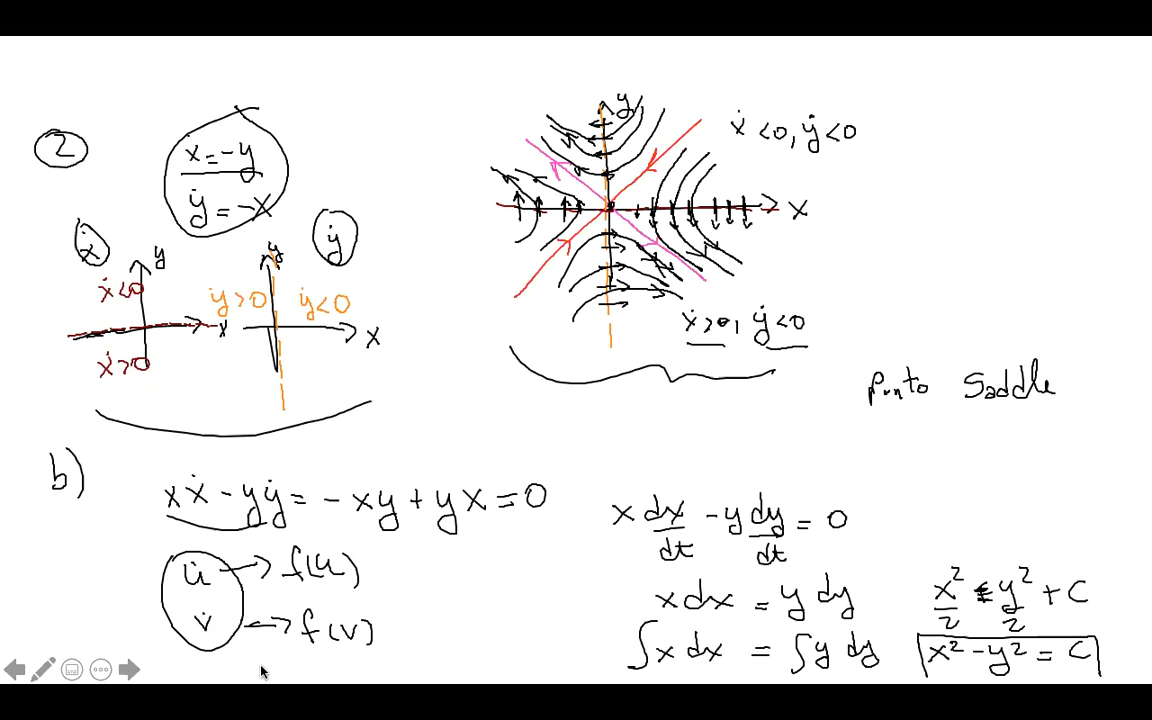 2
ẋ = -y
ẏ = -x
ẋ
y
ẋ<0
ẋ>0
x
ẏ
y
ẏ>0
ẏ<0
x
y
x
ẋ<0, ẏ<0
ẋ>0, ẏ<0
Punto Saddle
b)
xẋ - yẏ = -xy + yx = 0
u̇ → f(u)
v̇ ↔ f(v)
x dx/dt - y dy/dt = 0
x dx = y dy
∫x dx = ∫y dy
x²/2 = y²/2 + C
x² - y² = C